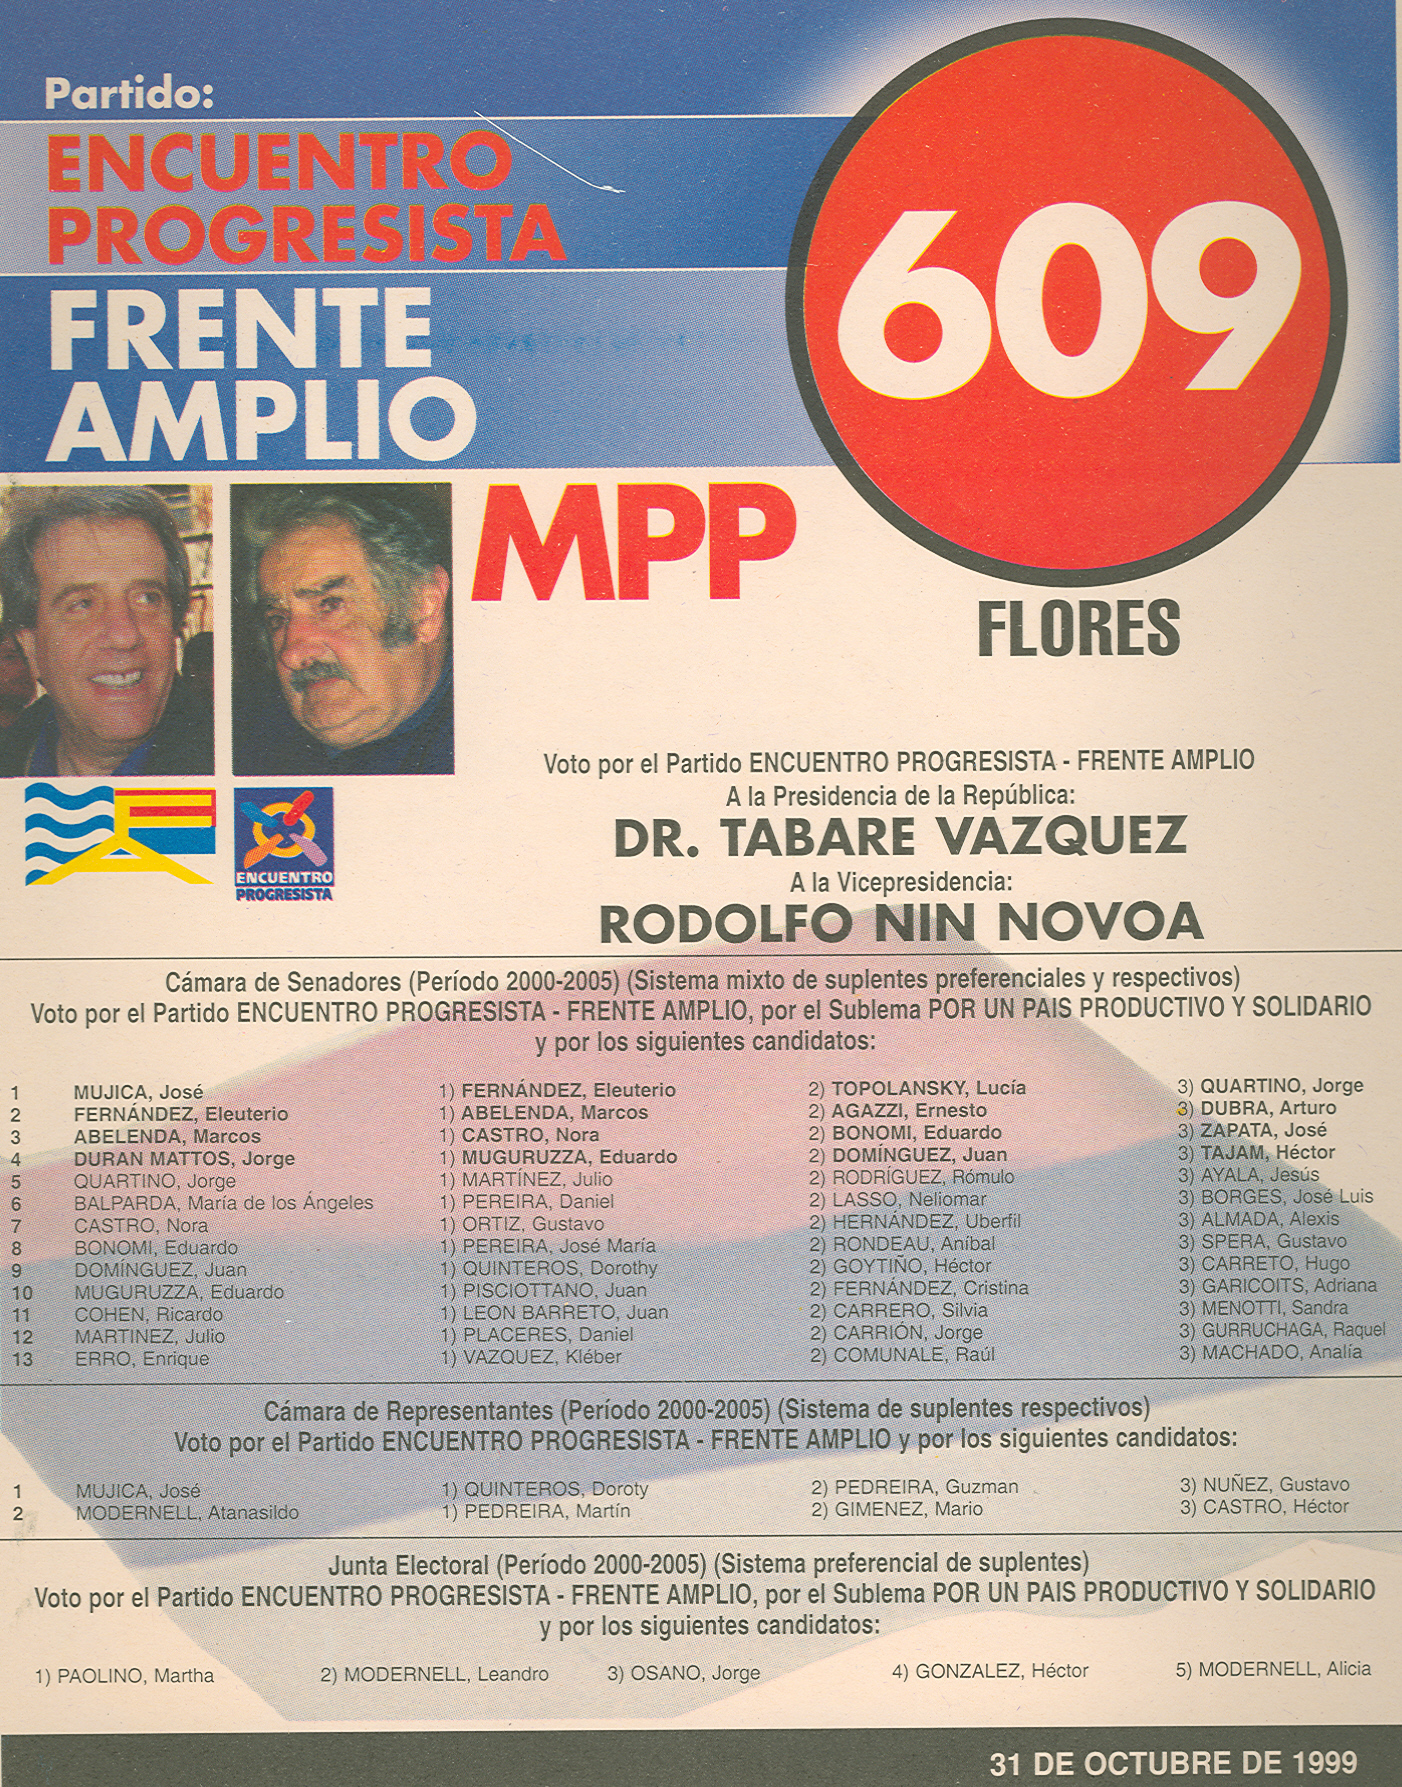 Partido:
ENCUENTRO
PROGRESISTA
FRENTE
AMPLIO
609
MPP
FLORES
ENCUENTRO
PROGRESISTA
Voto por el Partido ENCUENTRO PROGRESISTA - FRENTE AMPLIO
A la Presidencia de la República:
DR. TABARE VAZQUEZ
A la Vicepresidencia:
RODOLFO NIN NOVOA
Cámara de Senadores (Período 2000-2005) (Sistema mixto de suplentes preferenciales y respectivos)
Voto por el Partido ENCUENTRO PROGRESISTA - FRENTE AMPLIO, por el Sublema POR UN PAIS PRODUCTIVO Y SOLIDARIO
y por los siguientes candidatos:
1 MUJICA, José 1) FERNÁNDEZ, Eleuterio 2) TOPOLANSKY, Lucía 3) QUARTINO, Jorge
2 FERNÁNDEZ, Eleuterio 1) ABELENDA, Marcos 2) AGAZZI, Ernesto 3) DUBRA, Arturo
3 ABELENDA, Marcos 1) CASTRO, Nora 2) BONOMI, Eduardo 3) ZAPATA, José
4 DURAN MATTOS, Jorge 1) MUGURUZZA, Eduardo 2) DOMÍNGUEZ, Juan 3) TAJAM, Héctor
5 QUARTINO, Jorge 1) MARTÍNEZ, Julio 2) RODRÍGUEZ, Rómulo 3) AYALA, Jesús
6 BALPARDA, María de los Ángeles 1) PEREIRA, Daniel 2) LASSO, Neliomar 3) BORGES, José Luis
7 CASTRO, Nora 1) ORTIZ, Gustavo 2) HERNÁNDEZ, Uberfil 3) ALMADA, Alexis
8 BONOMI, Eduardo 1) PEREIRA, José María 2) RONDEAU, Aníbal 3) SPERA, Gustavo
9 DOMÍNGUEZ, Juan 1) QUINTEROS, Dorothy 2) GOYTIÑO, Héctor 3) CARRETO, Hugo
10 MUGURUZZA, Eduardo 1) PISCIOTTANO, Juan 2) FERNÁNDEZ, Cristina 3) GARICOITS, Adriana
11 COHEN, Ricardo 1) LEON BARRETO, Juan 2) CARRERO, Silvia 3) MENOTTI, Sandra
12 MARTINEZ, Julio 1) PLACERES, Daniel 2) CARRIÓN, Jorge 3) GURRUCHAGA, Raquel
13 ERRO, Enrique 1) VAZQUEZ, Kléber 2) COMUNALE, Raúl 3) MACHADO, Analía
Cámara de Representantes (Período 2000-2005) (Sistema de suplentes respectivos)
Voto por el Partido ENCUENTRO PROGRESISTA - FRENTE AMPLIO y por los siguientes candidatos:
1 MUJICA, José 1) QUINTEROS, Doroty 2) PEDREIRA, Guzman 3) NUÑEZ, Gustavo
2 MODERNELL, Atanasildo 1) PEDREIRA, Martín 2) GIMENEZ, Mario 3) CASTRO, Héctor
Junta Electoral (Período 2000-2005) (Sistema preferencial de suplentes)
Voto por el Partido ENCUENTRO PROGRESISTA - FRENTE AMPLIO, por el Sublema POR UN PAIS PRODUCTIVO Y SOLIDARIO
y por los siguientes candidatos:
1) PAOLINO, Martha 2) MODERNELL, Leandro 3) OSANO, Jorge 4) GONZALEZ, Héctor 5) MODERNELL, Alicia
31 DE OCTUBRE DE 1999